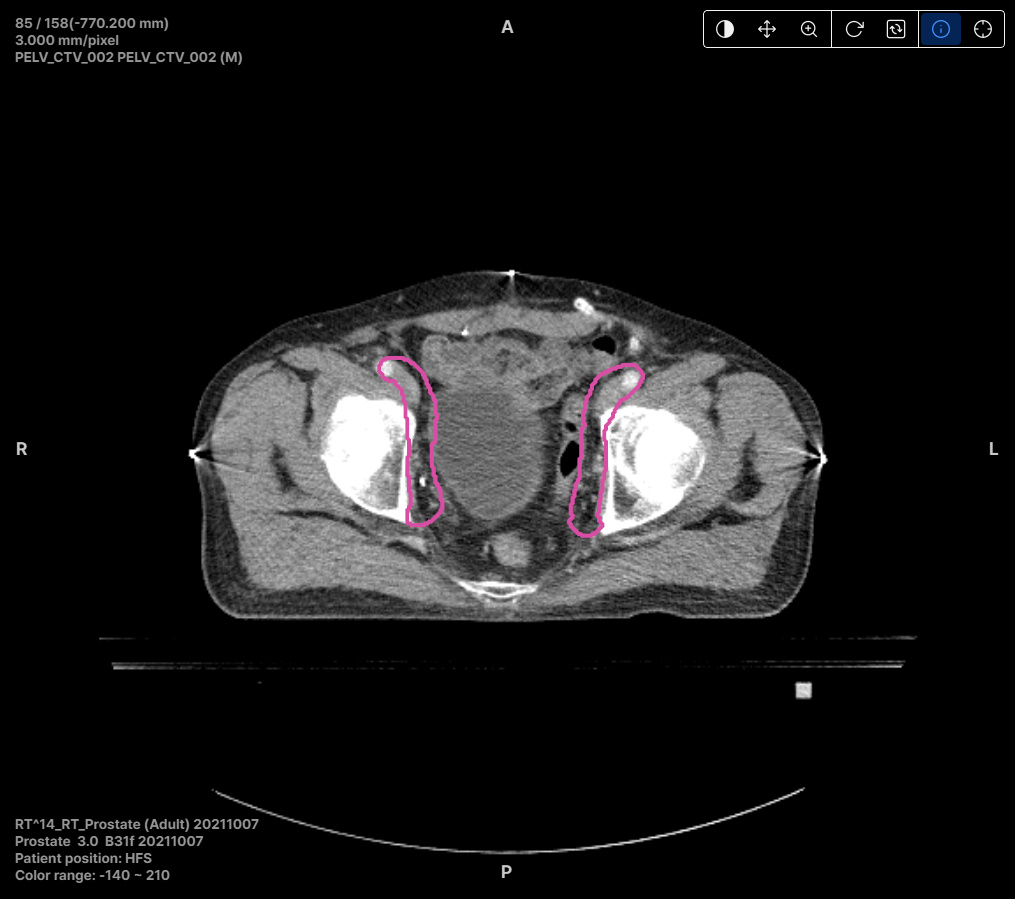 85 / 158(-770.200 mm)
3.000 mm/pixel
PELV_CTV_002 PELV_CTV_002 (M)
A
R
L
RT^14_RT_Prostate (Adult) 20211007
Prostate  3.0  B31f 20211007
Patient position: HFS
Color range: -140 ~ 210
P